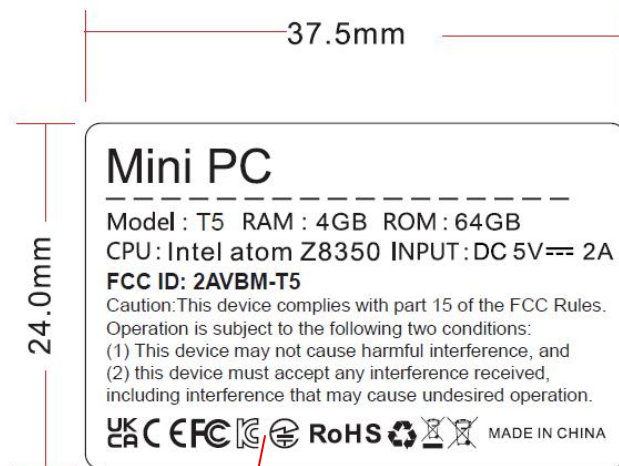 37.5mm
24.0mm
Mini PC
Model : T5 RAM : 4GB ROM : 64GB
CPU : Intel atom Z8350 INPUT : DC 5V⎓ 2A
FCC ID: 2AVBM-T5
Caution:This device complies with part 15 of the FCC Rules.
Operation is subject to the following two conditions:
(1) This device may not cause harmful interference, and
(2) this device must accept any interference received,
including interference that may cause undesired operation.
UK CA CE FC KC RoHS MADE IN CHINA